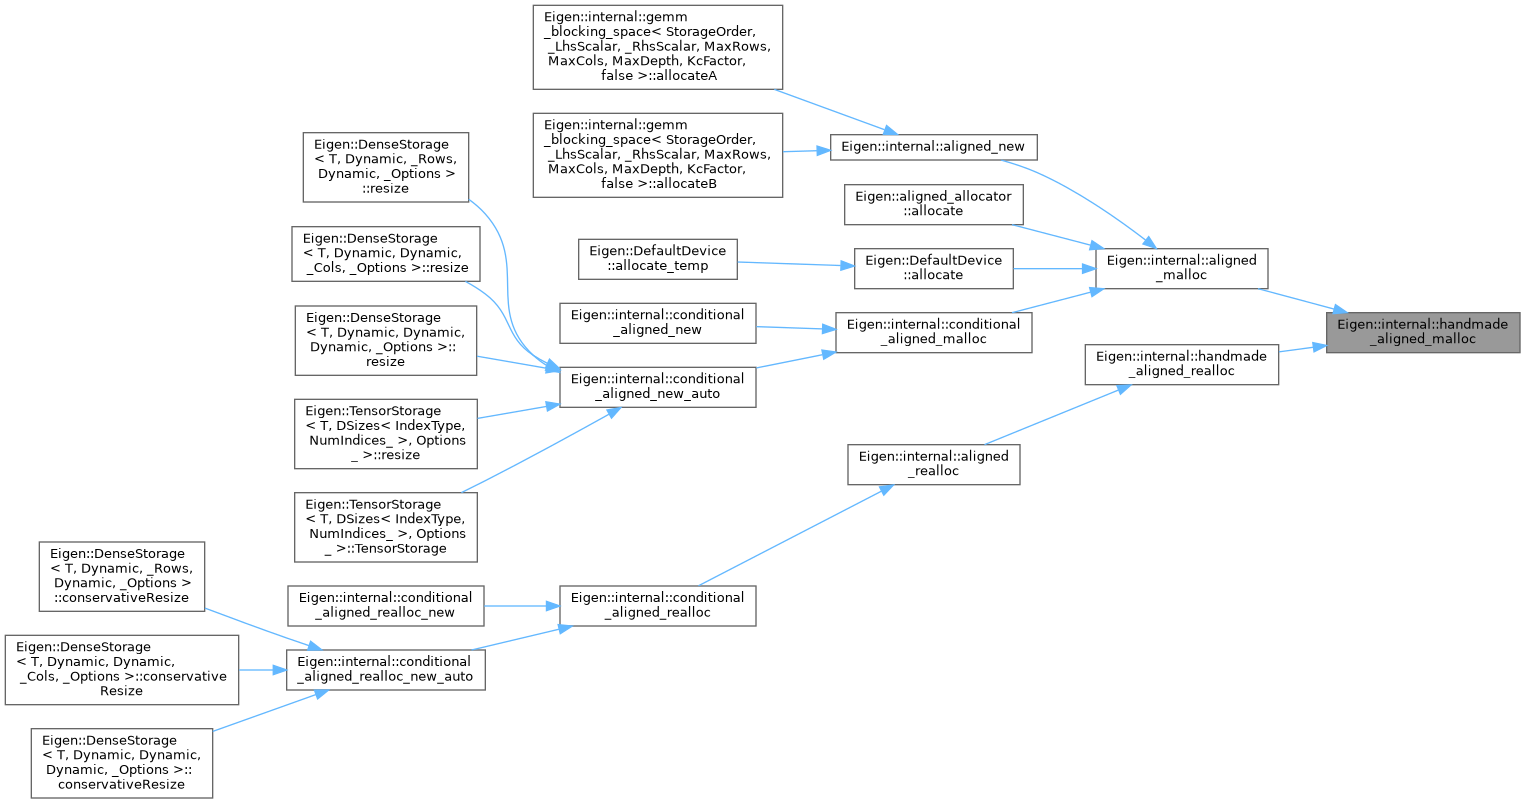 Eigen::internal::gemm
_blocking_space< StorageOrder,
_LhsScalar, _RhsScalar, MaxRows,
MaxCols, MaxDepth, KcFactor,
false >::allocateA
Eigen::internal::gemm
_blocking_space< StorageOrder,
_LhsScalar, _RhsScalar, MaxRows,
MaxCols, MaxDepth, KcFactor,
false >::allocateB
Eigen::internal::aligned_new
Eigen::DenseStorage
< T, Dynamic, _Rows,
Dynamic, _Options >
::resize
Eigen::aligned_allocator
::allocate
Eigen::DenseStorage
< T, Dynamic, Dynamic,
_Cols, _Options >::resize
Eigen::DefaultDevice
::allocate_temp
Eigen::DefaultDevice
::allocate
Eigen::internal::aligned
_malloc
Eigen::DenseStorage
< T, Dynamic, Dynamic,
Dynamic, _Options >::
resize
Eigen::internal::conditional
_aligned_new
Eigen::internal::conditional
_aligned_malloc
Eigen::internal::handmade
_aligned_malloc
Eigen::internal::handmade
_aligned_realloc
Eigen::internal::conditional
_aligned_new_auto
Eigen::TensorStorage
< T, DSizes< IndexType,
NumIndices_ >, Options
_ >::resize
Eigen::internal::aligned
_realloc
Eigen::TensorStorage
< T, DSizes< IndexType,
NumIndices_ >, Options
_ >::TensorStorage
Eigen::DenseStorage
< T, Dynamic, _Rows,
Dynamic, _Options >
::conservativeResize
Eigen::internal::conditional
_aligned_realloc_new
Eigen::internal::conditional
_aligned_realloc
Eigen::DenseStorage
< T, Dynamic, Dynamic,
_Cols, _Options >::conservative
Resize
Eigen::internal::conditional
_aligned_realloc_new_auto
Eigen::DenseStorage
< T, Dynamic, Dynamic,
Dynamic, _Options >::
conservativeResize